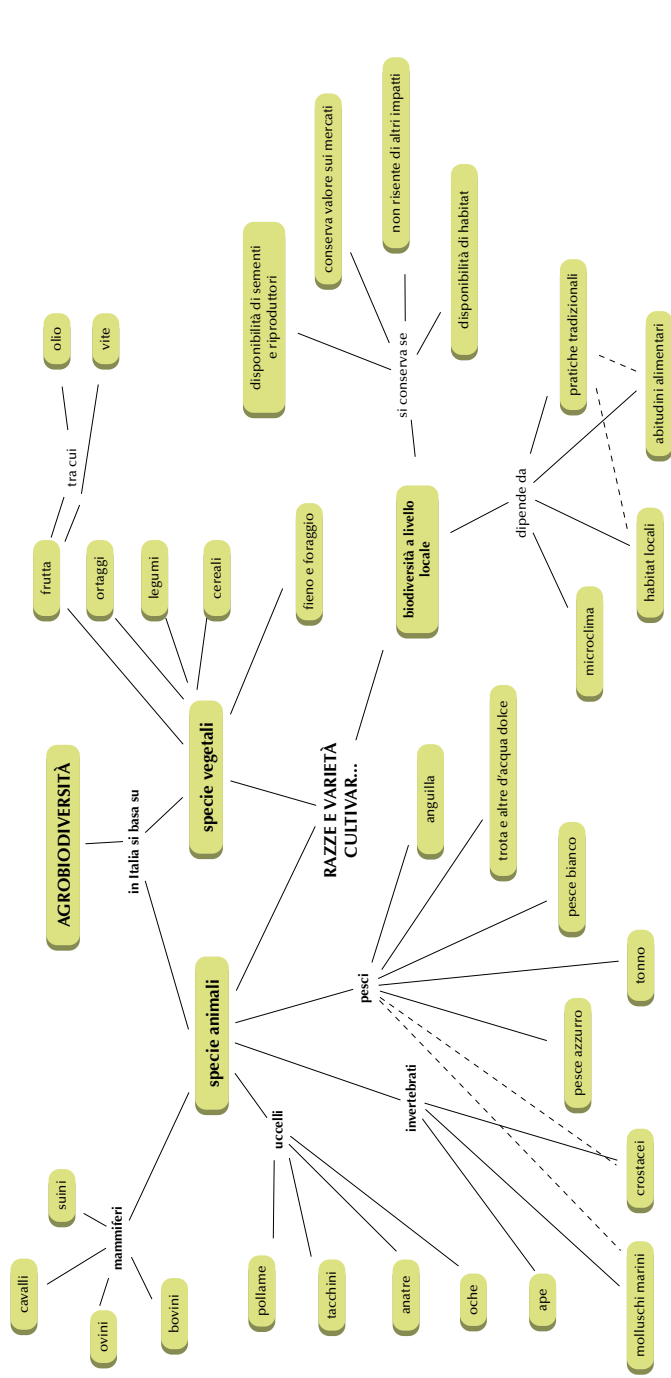 AGROBIODIVERSITÀ
in Italia si basa su
specie animali
specie vegetali
mammiferi
cavalli
suini
ovini
bovini
uccelli
pollame
tacchini
anatre
oche
invertebrati
ape
molluschi marini
crostacei
pesci
pesce azzurro
tonno
pesce bianco
trota e altre d'acqua dolce
anguilla
RAZZE E VARIETÀ
CULTIVAR...
frutta
ortaggi
legumi
cereali
fieno e foraggio
tra cui
olio
vite
biodiversità a livello
locale
si conserva se
disponibilità di sementi
e riproduttori
conserva valore sui mercati
non risente di altri impatti
disponibilità di habitat
dipende da
microclima
habitat locali
abitudini alimentari
pratiche tradizionali